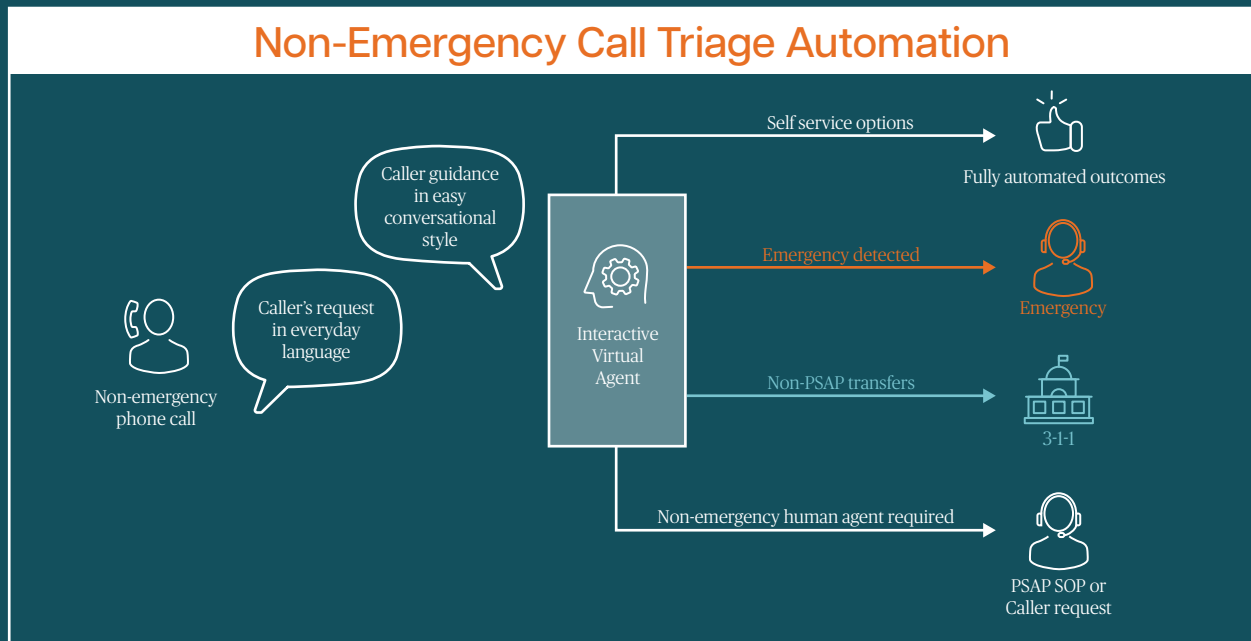 Non-Emergency Call Triage Automation
Self service options
Fully automated outcomes
Caller guidance
in easy
conversational
style
Emergency detected
Emergency
Caller's request
in everyday
language
Interactive
Virtual
Agent
Non-emergency
phone call
Non-PSAP transfers
3-1-1
Non-emergency human agent required
PSAP SOP or
Caller request